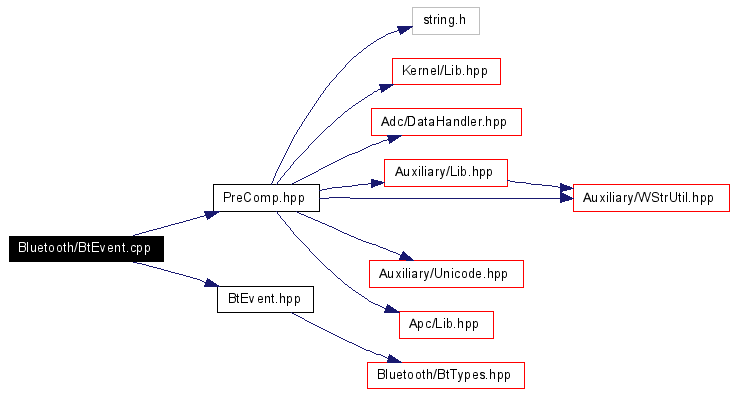 string.h
Kernel/Lib.hpp
Adc/DataHandler.hpp
Auxiliary/Lib.hpp
PreComp.hpp
Auxiliary/WStrUtil.hpp
Bluetooth/BtEvent.cpp
Auxiliary/Unicode.hpp
BtEvent.hpp
Apc/Lib.hpp
Bluetooth/BtTypes.hpp